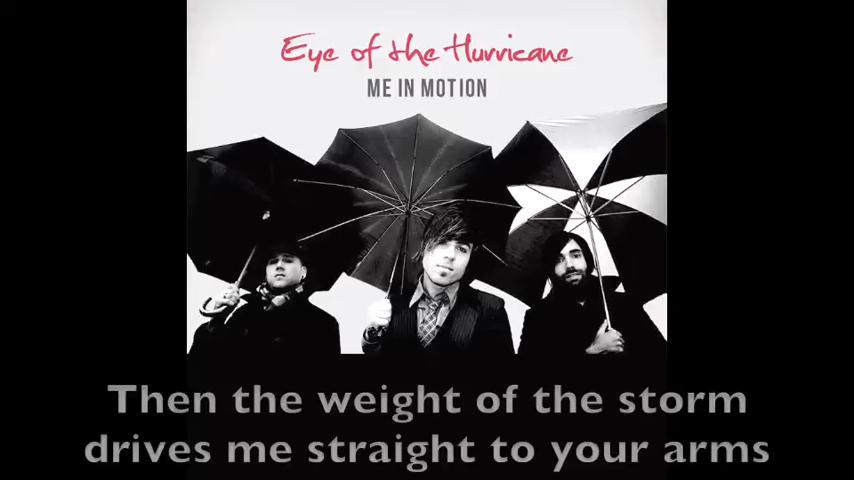 Eye of the Hurricane
ME IN MOTION
Then the weight of the storm
drives me straight to your arms